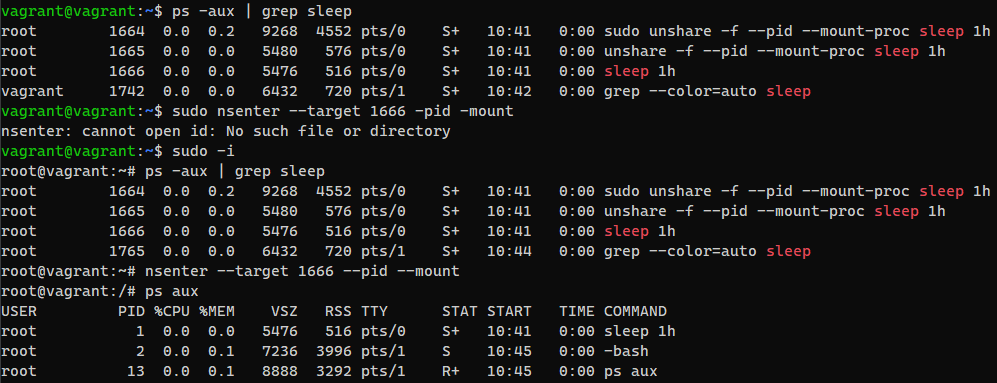 vagrant@vagrant:~$ ps -aux | grep sleep
root        1664  0.0  0.2   9268  4552 pts/0    S+   10:41   0:00 sudo unshare -f --pid --mount-proc sleep 1h
root        1665  0.0  0.0   5480   576 pts/0    S+   10:41   0:00 unshare -f --pid --mount-proc sleep 1h
root        1666  0.0  0.0   5476   516 pts/0    S+   10:41   0:00 sleep 1h
vagrant     1742  0.0  0.0   6432   720 pts/1    S+   10:42   0:00 grep --color=auto sleep
vagrant@vagrant:~$ sudo nsenter --target 1666 -pid -mount
nsenter: cannot open id: No such file or directory
vagrant@vagrant:~$ sudo -i
root@vagrant:~# ps -aux | grep sleep
root        1664  0.0  0.2   9268  4552 pts/0    S+   10:41   0:00 sudo unshare -f --pid --mount-proc sleep 1h
root        1665  0.0  0.0   5480   576 pts/0    S+   10:41   0:00 unshare -f --pid --mount-proc sleep 1h
root        1666  0.0  0.0   5476   516 pts/0    S+   10:41   0:00 sleep 1h
root        1765  0.0  0.0   6432   720 pts/1    S+   10:44   0:00 grep --color=auto sleep
root@vagrant:~# nsenter --target 1666 --pid --mount
root@vagrant:/# ps aux
USER         PID %CPU %MEM    VSZ   RSS TTY      STAT START   TIME COMMAND
root           1  0.0  0.0   5476   516 pts/0    S+   10:41   0:00 sleep 1h
root           2  0.0  0.1   7236  3996 pts/1    S    10:45   0:00 -bash
root          13  0.0  0.1   8888  3292 pts/1    R+   10:45   0:00 ps aux